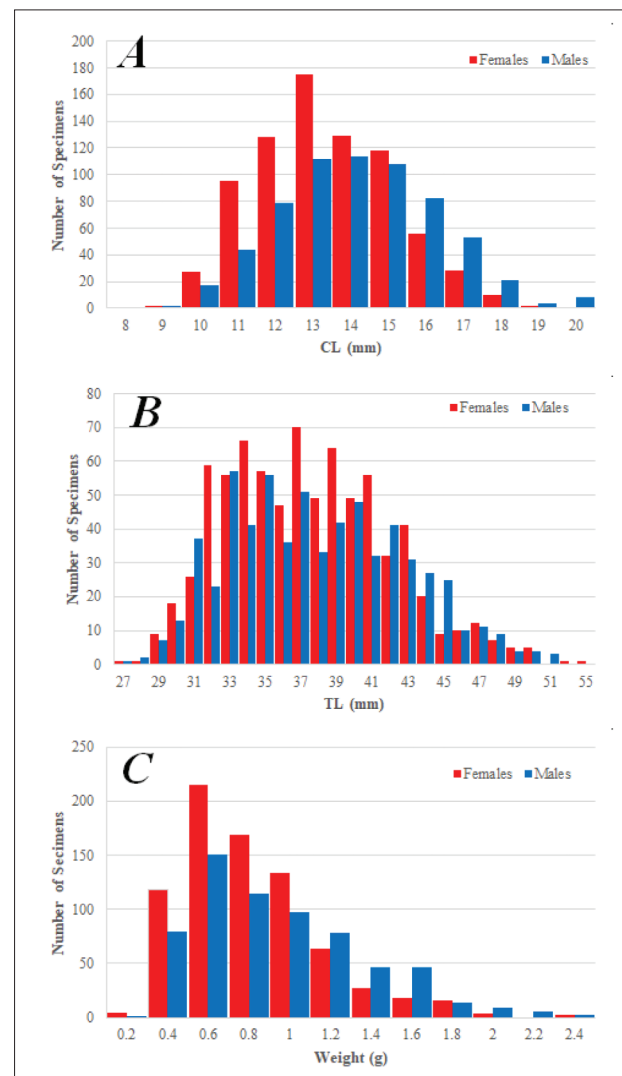 A
Females Males
Number of Specimens
200
180
160
140
120
100
80
60
40
20
0
8 9 10 11 12 13 14 15 16 17 18 19 20
CL (mm)
B
Females Males
Number of Specimens
80
70
60
50
40
30
20
10
0
27 29 31 33 35 37 39 41 43 45 47 49 51 55
TL (mm)
C
Females Males
Number of Secimens
250
200
150
100
50
0
0.2 0.4 0.6 0.8 1 1.2 1.4 1.6 1.8 2 2.2 2.4
Weight (g)